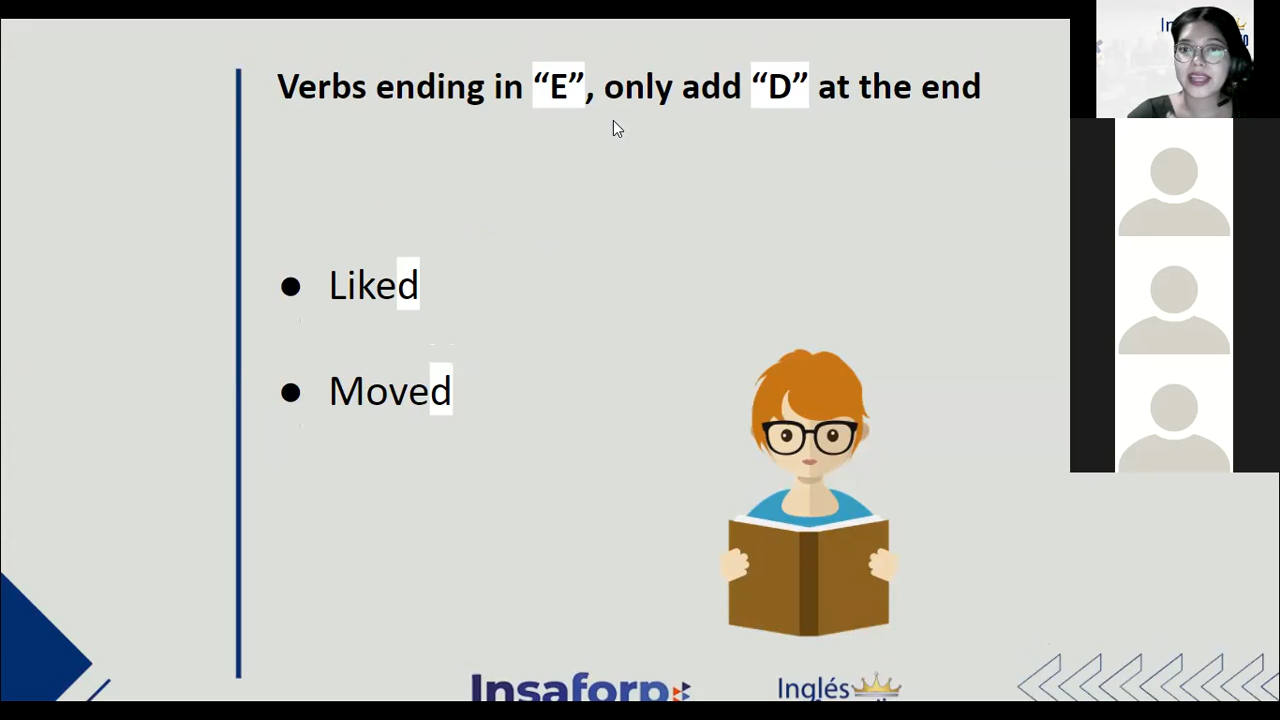 Verbs ending in “E”, only add “D” at the end
● Liked
● Moved
Insaforp
Inglés